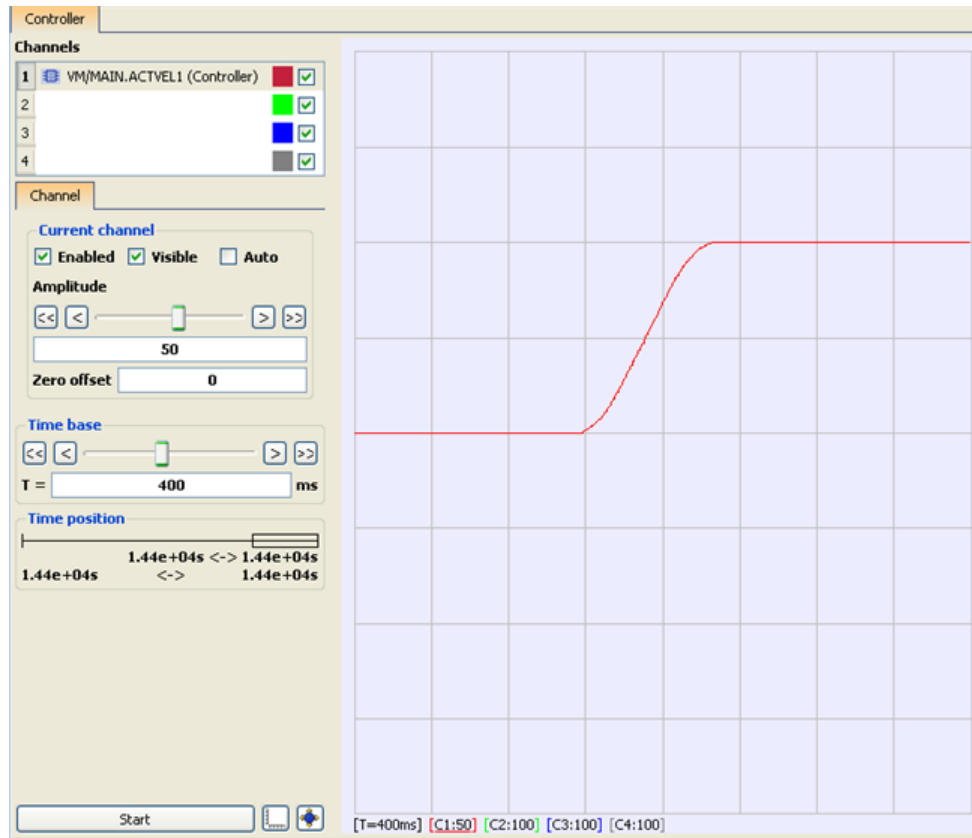 Controller
Channels
1 VM/MAIN.ACTVEL1 (Controller)
2
3
4
Channel
Current channel
Enabled Visible Auto
Amplitude
<< < > >>
50
Zero offset 0
Time base
<< < > >>
T = 400 ms
Time position
1.44e+04s <-> 1.44e+04s
1.44e+04s <-> 1.44e+04s
Start
[T=400ms] [C1:50] [C2:100] [C3:100] [C4:100]